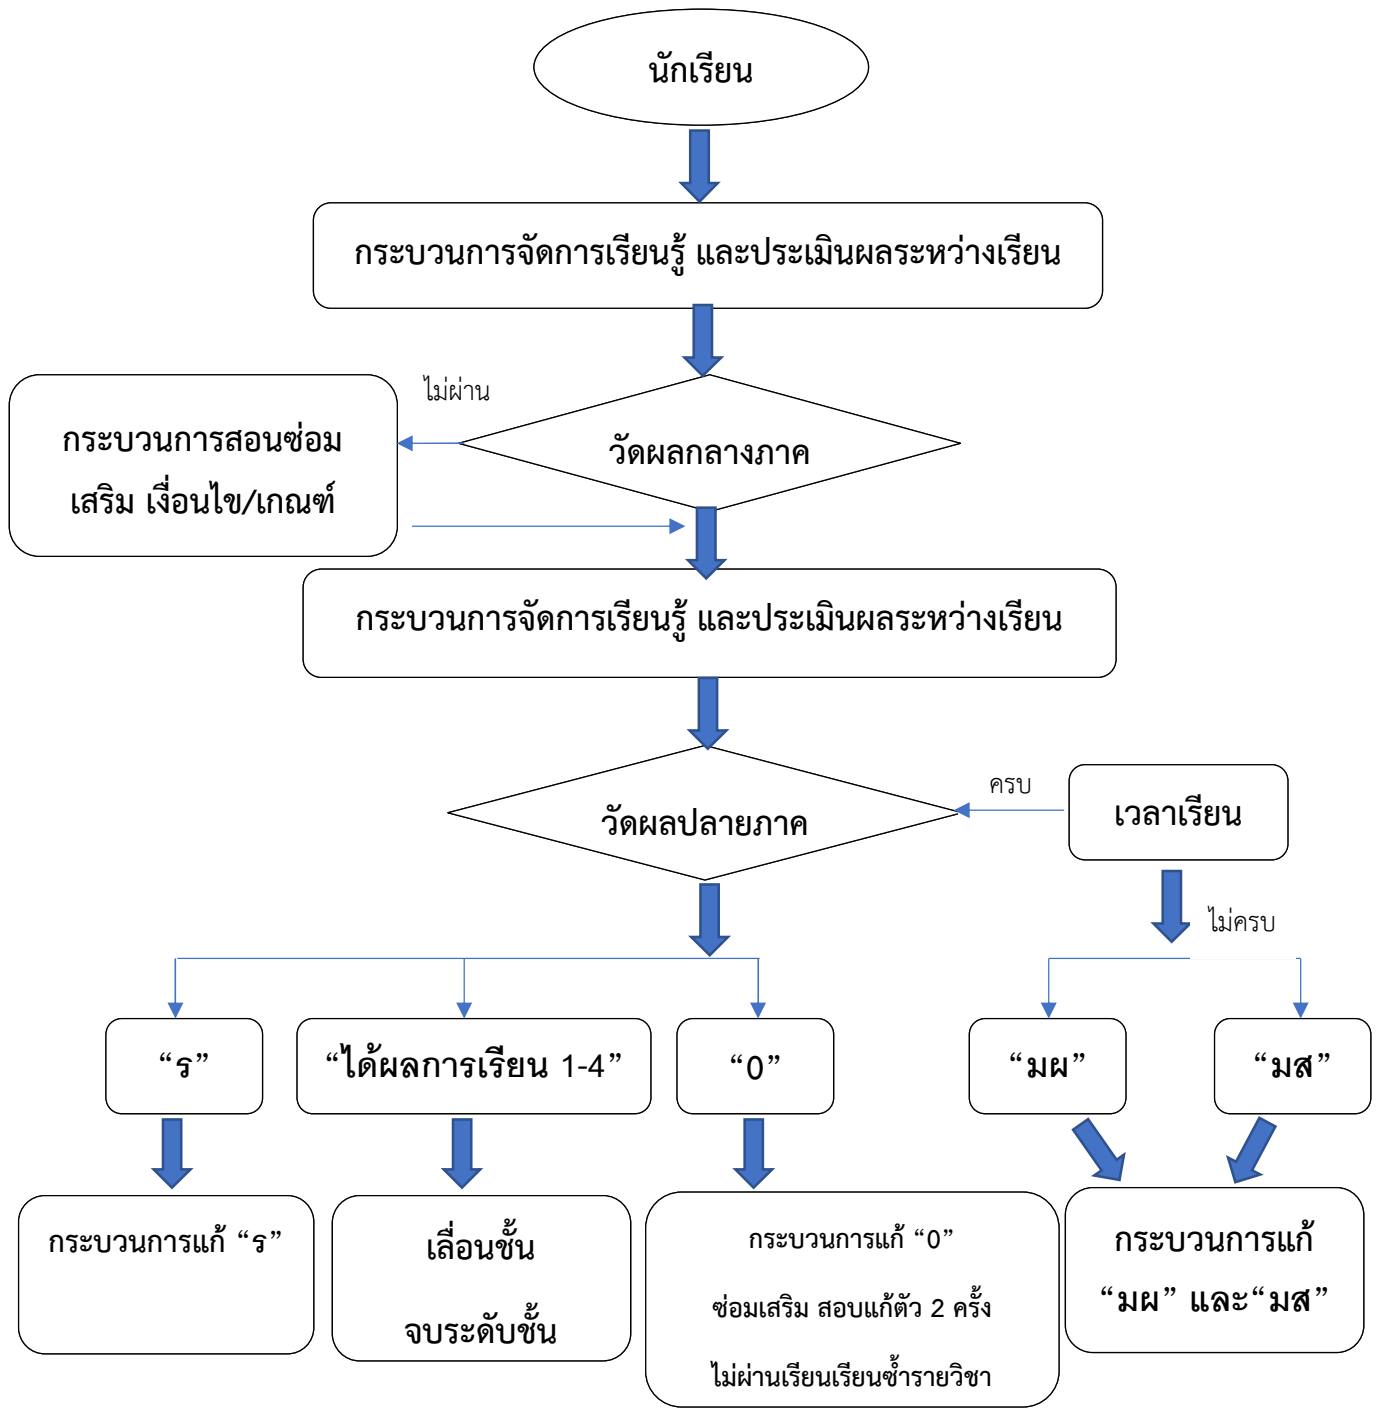 นักเรียน
กระบวนการจัดการเรียนรู้ และประเมินผลระหว่างเรียน
ไม่ผ่าน
กระบวนการสอนซ่อม
เสริม เงื่อนไข/เกณฑ์
วัดผลกลางภาค
กระบวนการจัดการเรียนรู้ และประเมินผลระหว่างเรียน
วัดผลปลายภาค
ครบ
เวลาเรียน
ไม่ครบ
“ร”
“ได้ผลการเรียน 1-4”
“0”
“มผ”
“มส”
กระบวนการแก้ “ร”
เลื่อนชั้น
จบระดับชั้น
กระบวนการแก้ “0”
ซ่อมเสริม สอบแก้ตัว 2 ครั้ง
ไม่ผ่านเรียนเรียนซ้ำรายวิชา
กระบวนการแก้
“มผ” และ“มส”